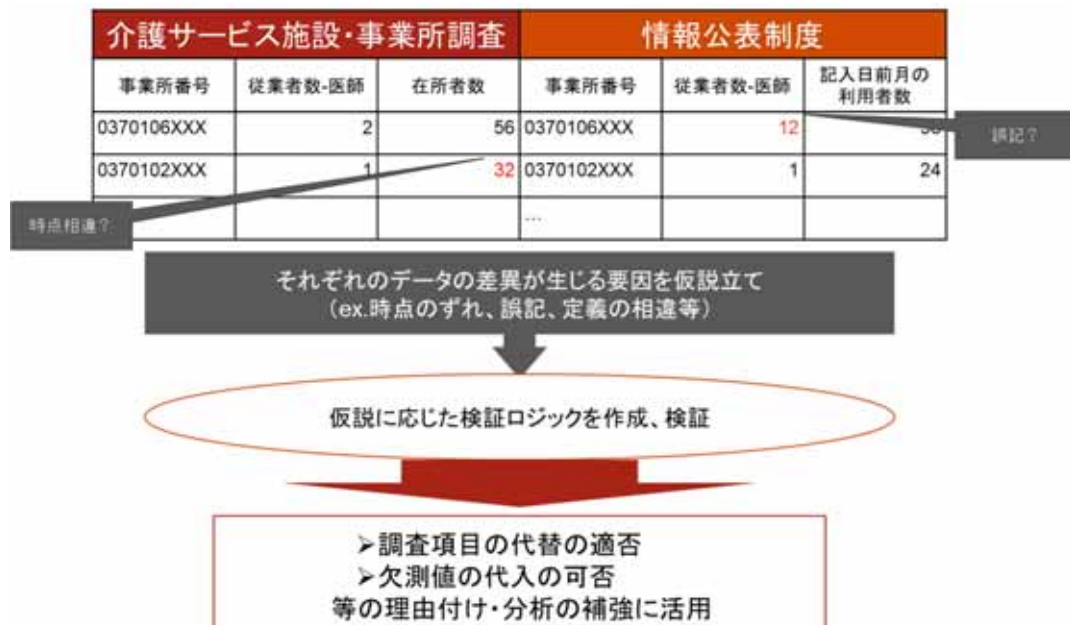 介護サービス施設・事業所調査 情報公表制度
事業所番号 従業者数-医師 在所者数 事業所番号 従業者数-医師 記入日前月の
利用者数
0370106XXX 2 56 0370106XXX 12
誤記？
0370102XXX 1 32 0370102XXX 1 24
時点相違？
…
それぞれのデータの差異が生じる要因を仮説立て
（ex.時点のずれ、誤記、定義の相違等）
仮説に応じた検証ロジックを作成、検証
➢調査項目の代替の適否
➢欠測値の代入の可否
等の理由付け・分析の補強に活用